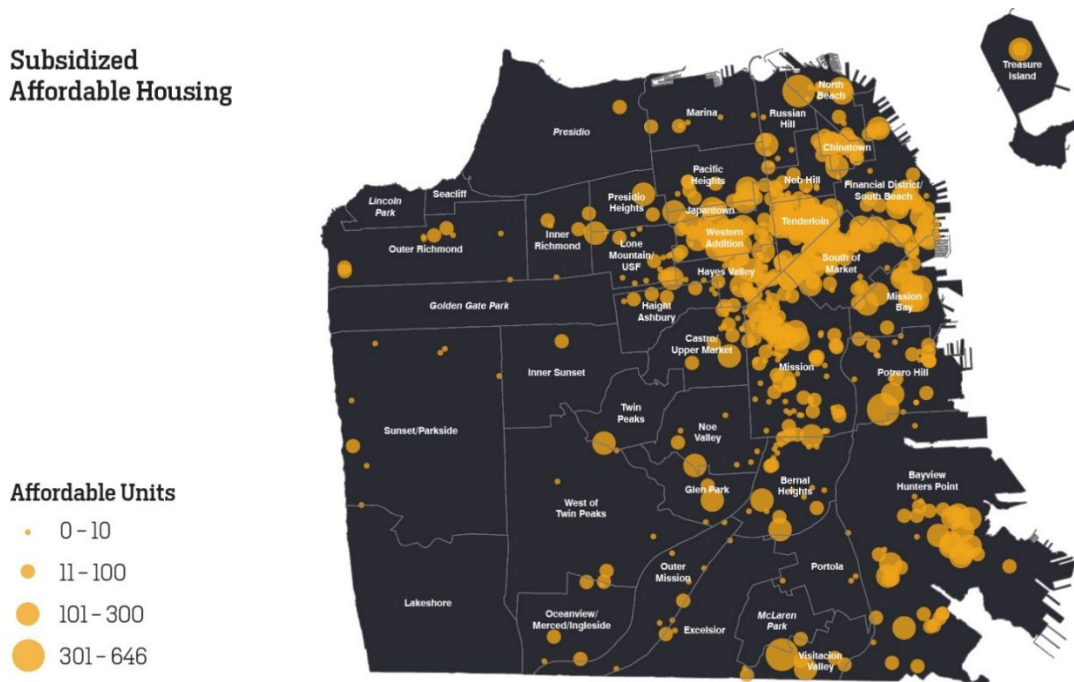 Subsidized
Affordable Housing
Treasure
Island
North
Beach
Marina
Russian
Hill
Presidio
Chinatown
Pacific
Heights
Nob Hill
Financial District/
South Beach
Seacliff
Lincoln
Park
Presidio
Heights
Japantown
Tenderloin
Outer Richmond
Inner
Richmond
Lone
Mountain/
USF
Western
Addition
South of
Market
Hayes Valley
Golden Gate Park
Haight
Ashbury
Mission
Bay
Castro/
Upper Market
Inner Sunset
Mission
Potrero Hill
Twin
Peaks
Sunset/Parkside
Noe
Valley
Glen Park
Bernal
Heights
Bayview
Hunters Point
West of
Twin Peaks
Outer
Mission
Portola
Lakeshore
Oceanview/
Merced/Ingleside
Excelsior
McLaren
Park
Visitacion
Valley
Affordable Units
0 – 10
11 – 100
101 – 300
301 – 646